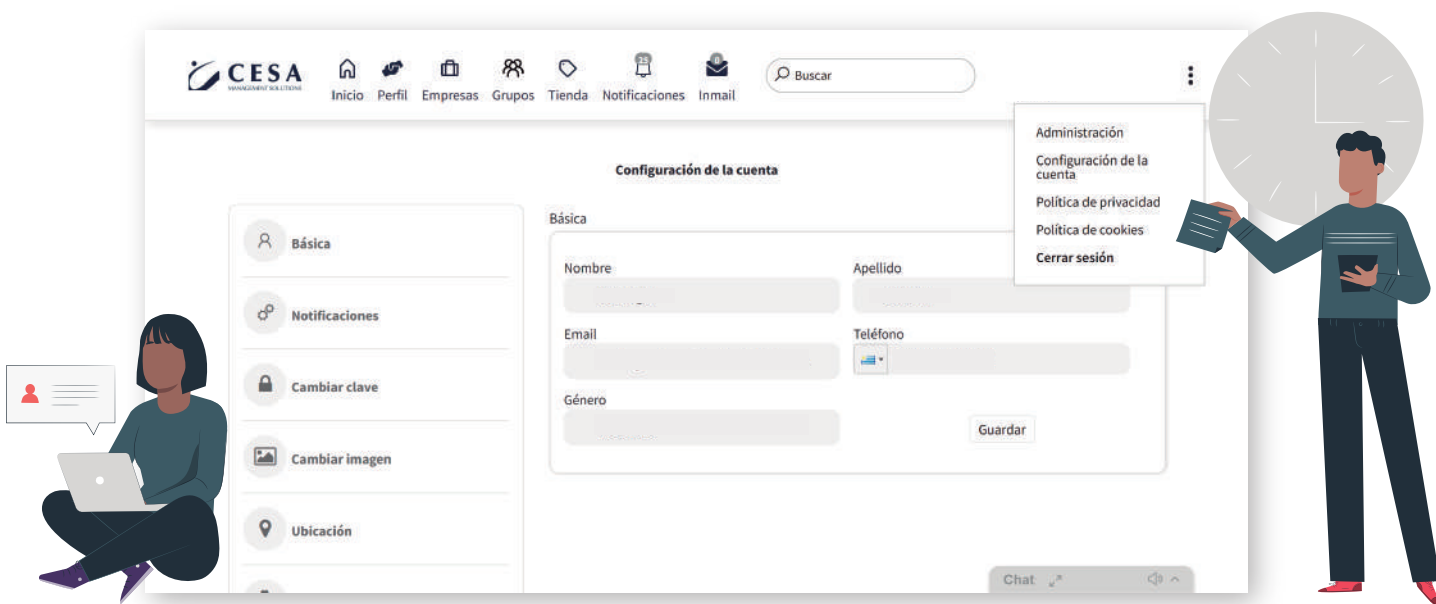 CESA
MANAGEMENT SOLUTIONS
Inicio Perfil Empresas Grupos Tienda Notificaciones Inmail
Buscar
Administración
Configuración de la
cuenta
Política de privacidad
Política de cookies
Cerrar sesión
Configuración de la cuenta
Básica
Notificaciones
Cambiar clave
Cambiar imagen
Ubicación
Básica
Nombre Apellido
Email Teléfono
Género
Guardar
Chat